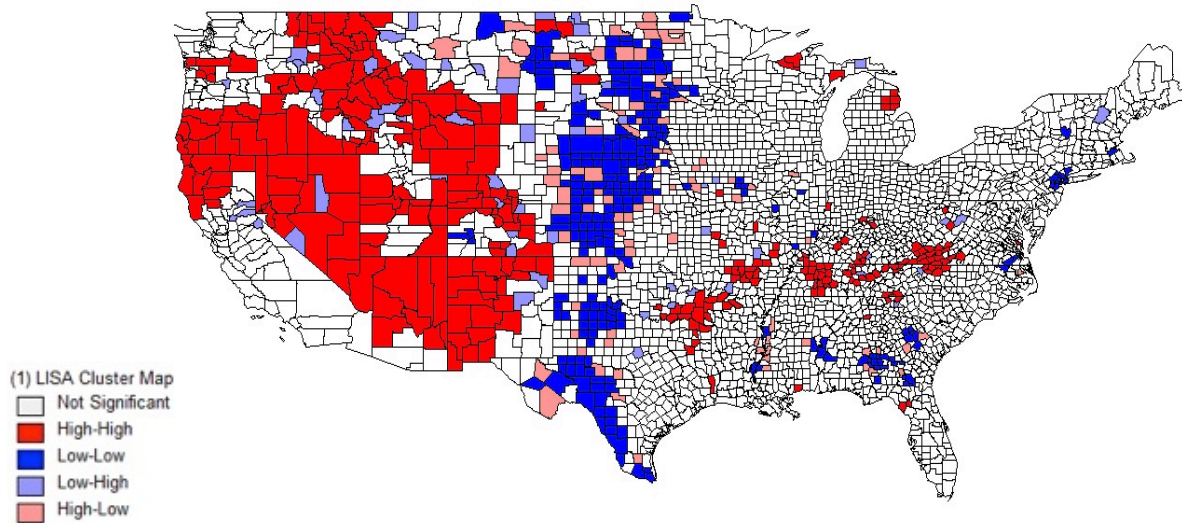 (1) LISA Cluster Map
Not Significant
High-High
Low-Low
Low-High
High-Low